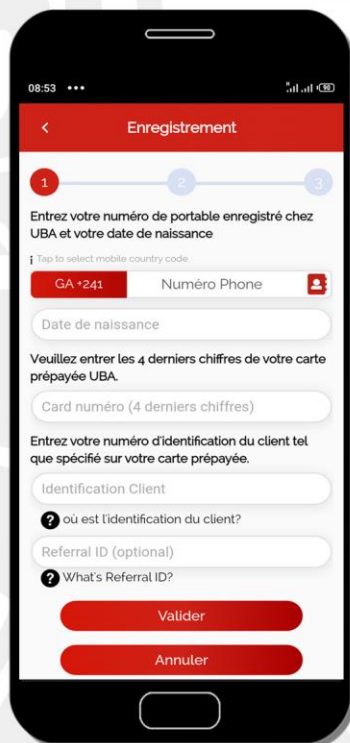 08:53 •••
90
Enregistrement
1
2
3
Entrez votre numéro de portable enregistré chez
UBA et votre date de naissance
i Tap to select mobile country code.
GA +241 Numéro Phone
Date de naissance
Veuillez entrer les 4 derniers chiffres de votre carte
prépayée UBA.
Card numéro (4 derniers chiffres)
Entrez votre numéro d'identification du client tel
que spécifié sur votre carte prépayée.
Identification Client
? où est l'identification du client?
Referral ID (optional)
? What's Referral ID?
Valider
Annuler